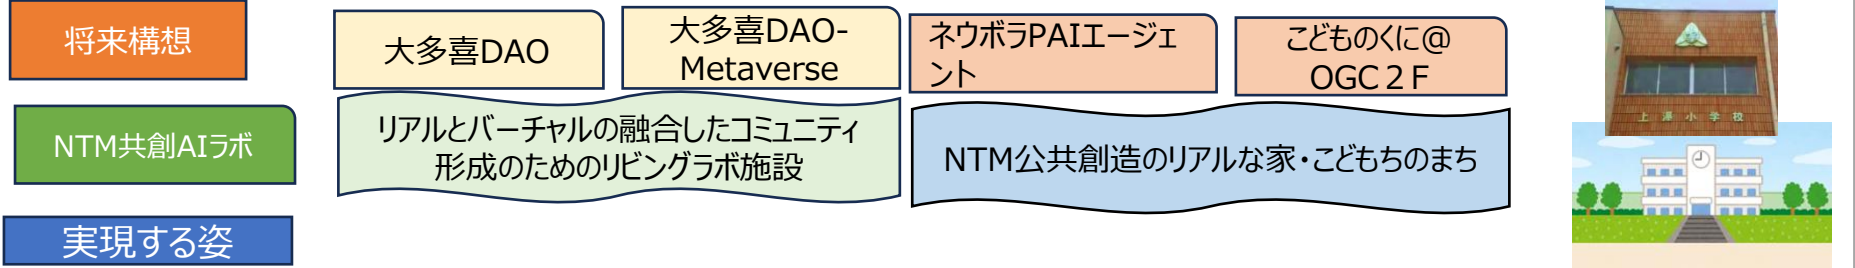 将来構想
大多喜DAO
大多喜DAO-
Metaverse
ネウボラPAIエージェ
ント
こどものくに@
OGC２F
NTM共創AIラボ
リアルとバーチャルの融合したコミュニティ
形成のためのリビングラボ施設
NTM公共創造のリアルな家・こどもちのまち
上瀑小学校
実現する姿